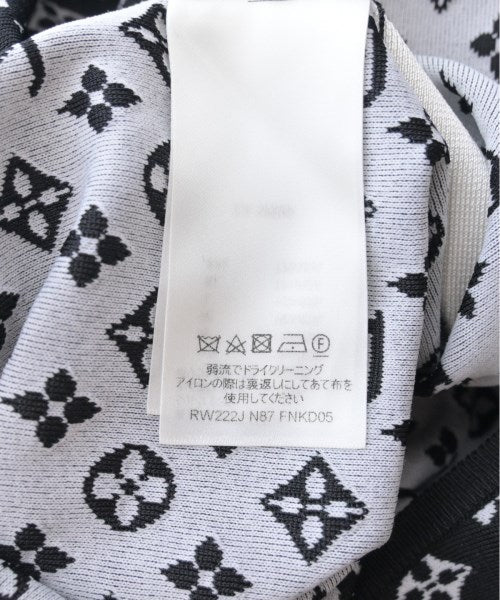 弱流でドライクリーニング
アイロンの際は裏返しにしてあて布を
使用してください
RW222J N87 FNKD05